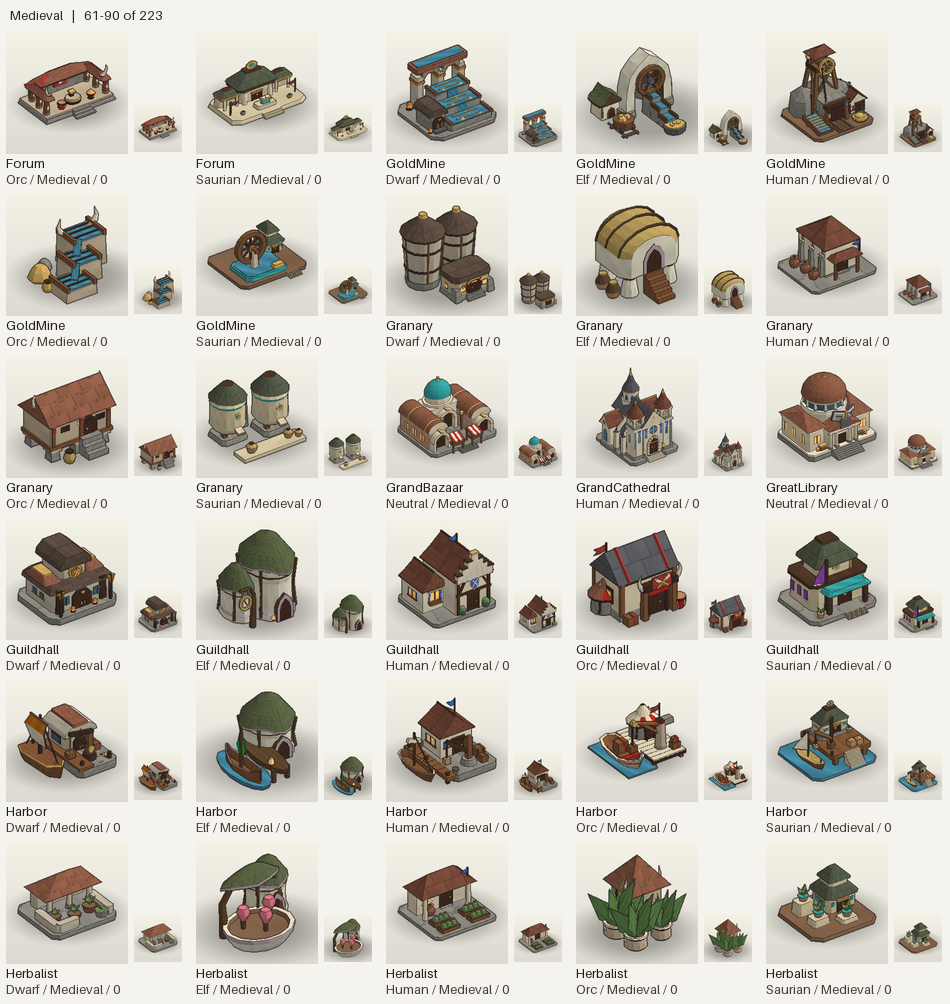 Medieval | 61-90 of 223
Forum
Orc / Medieval / 0
Forum
Saurian / Medieval / 0
GoldMine
Dwarf / Medieval / 0
GoldMine
Elf / Medieval / 0
GoldMine
Human / Medieval / 0
GoldMine
Orc / Medieval / 0
GoldMine
Saurian / Medieval / 0
Granary
Dwarf / Medieval / 0
Granary
Elf / Medieval / 0
Granary
Human / Medieval / 0
Granary
Orc / Medieval / 0
Granary
Saurian / Medieval / 0
GrandBazaar
Neutral / Medieval / 0
GrandCathedral
Human / Medieval / 0
GreatLibrary
Neutral / Medieval / 0
Guildhall
Dwarf / Medieval / 0
Guildhall
Elf / Medieval / 0
Guildhall
Human / Medieval / 0
Guildhall
Orc / Medieval / 0
Guildhall
Saurian / Medieval / 0
Harbor
Dwarf / Medieval / 0
Harbor
Elf / Medieval / 0
Harbor
Human / Medieval / 0
Harbor
Orc / Medieval / 0
Harbor
Saurian / Medieval / 0
Herbalist
Dwarf / Medieval / 0
Herbalist
Elf / Medieval / 0
Herbalist
Human / Medieval / 0
Herbalist
Orc / Medieval / 0
Herbalist
Saurian / Medieval / 0